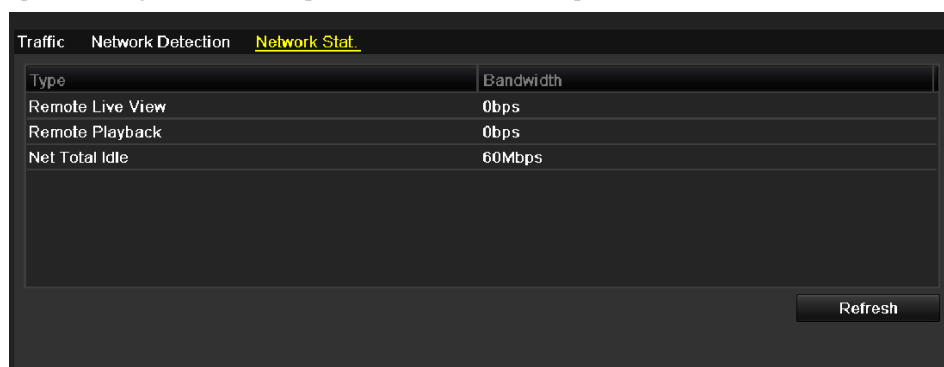 Traffic Network Detection Network Stat.
Type Bandwidth
Remote Live View 0bps
Remote Playback 0bps
Net Total Idle 60Mbps
Refresh